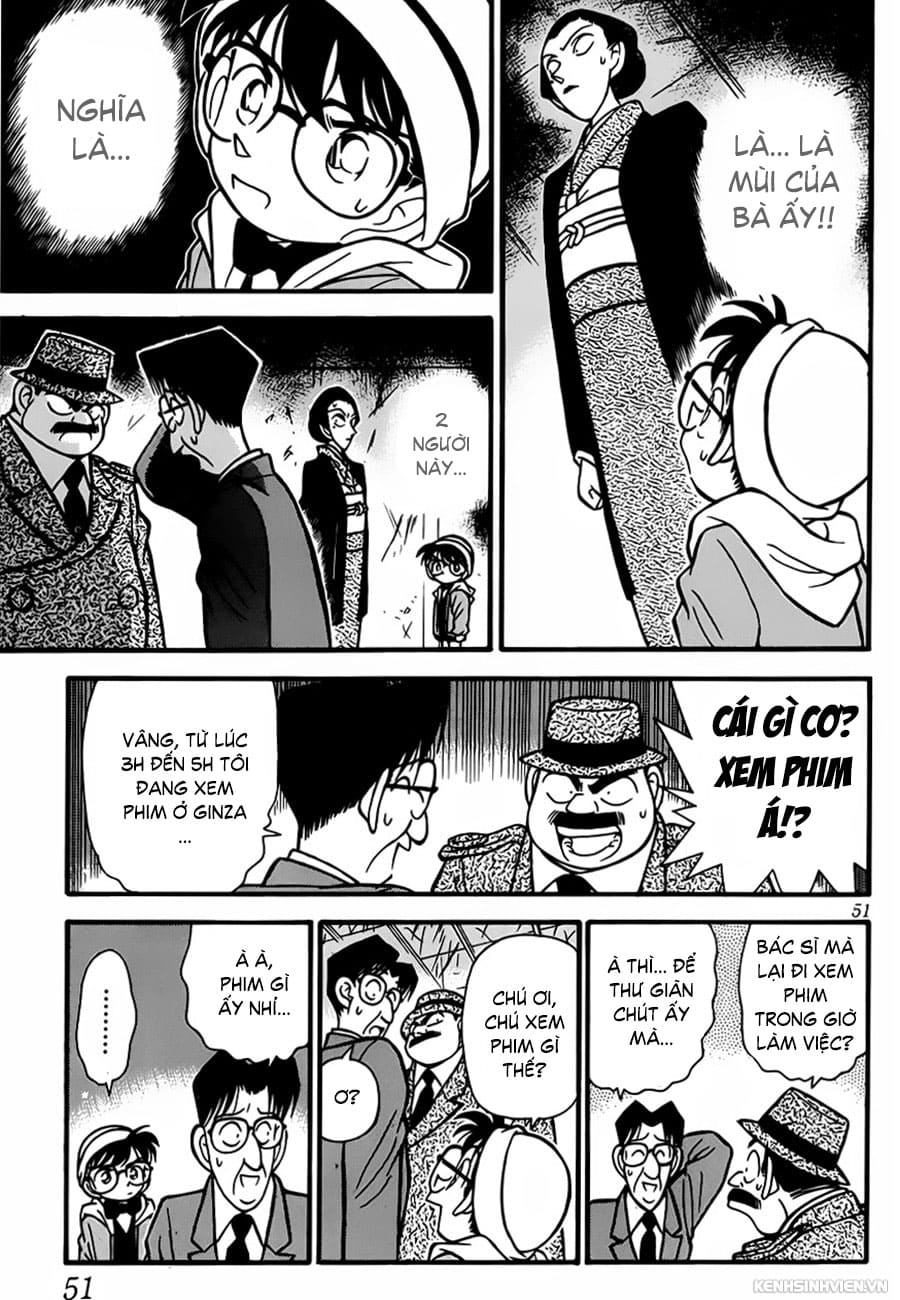 LÀ... LÀ
MÙI CỦA
BÀ ẤY!!
NGHĨA
LÀ...
2
NGƯỜI
NÀY...
CÁI GÌ CƠ?
XEM PHIM
Á!?
VÂNG, TỪ LÚC
3H ĐẾN 5H TÔI
ĐANG XEM
PHIM Ở GINZA
...
51
BÁC SĨ MÀ
LẠI ĐI XEM
PHIM
TRONG GIỜ
LÀM VIỆC?
À THÌ... ĐỂ
THƯ GIÃN
CHÚT ẤY
MÀ...
CHÚ ƠI,
CHÚ XEM
PHIM GÌ
THẾ?
Ơ?
À À,
PHIM GÌ
ẤY NHỈ...
.........
51
KENHSINHVIEN.VN